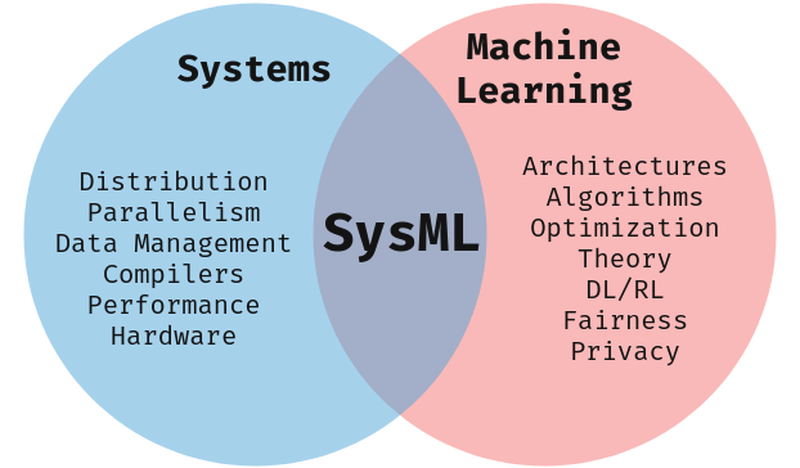 Systems
Distribution
Parallelism
Data Management
Compilers
Performance
Hardware
SysML
Machine
Learning
Architectures
Algorithms
Optimization
Theory
DL/RL
Fairness
Privacy